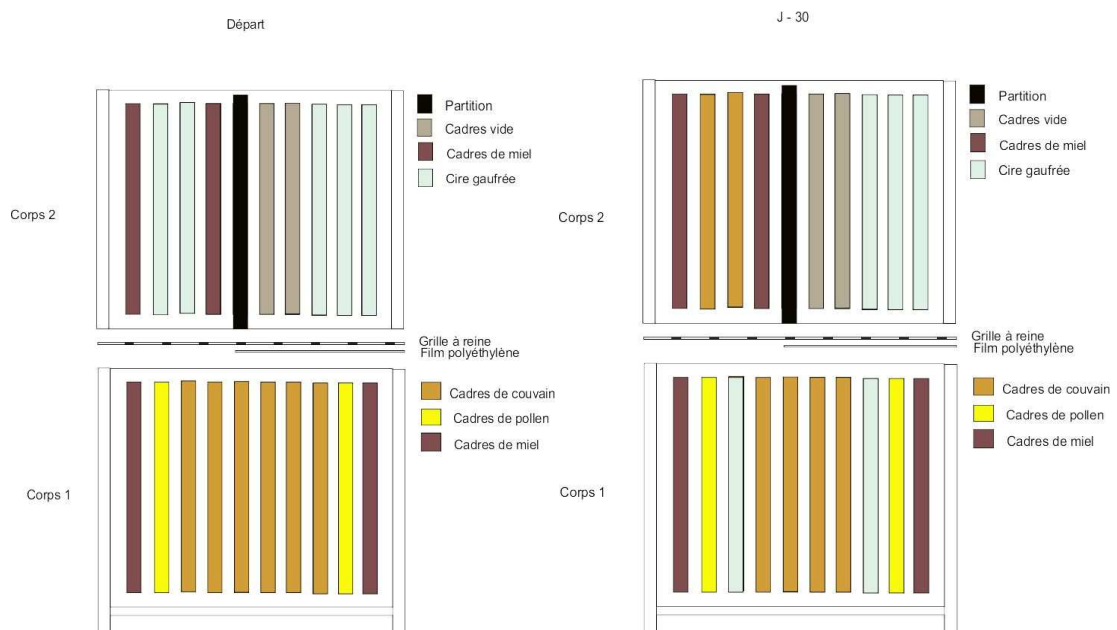 Départ
Partition
Cadres vide
Cadres de miel
Cire gaufrée
Corps 2
Grille à reine
Film polyéthylène
Cadres de couvain
Cadres de pollen
Cadres de miel
Corps 1
J - 30
Partition
Cadres vide
Cadres de miel
Cire gaufrée
Corps 2
Grille à reine
Film polyéthylène
Cadres de couvain
Cadres de pollen
Cadres de miel
Corps 1